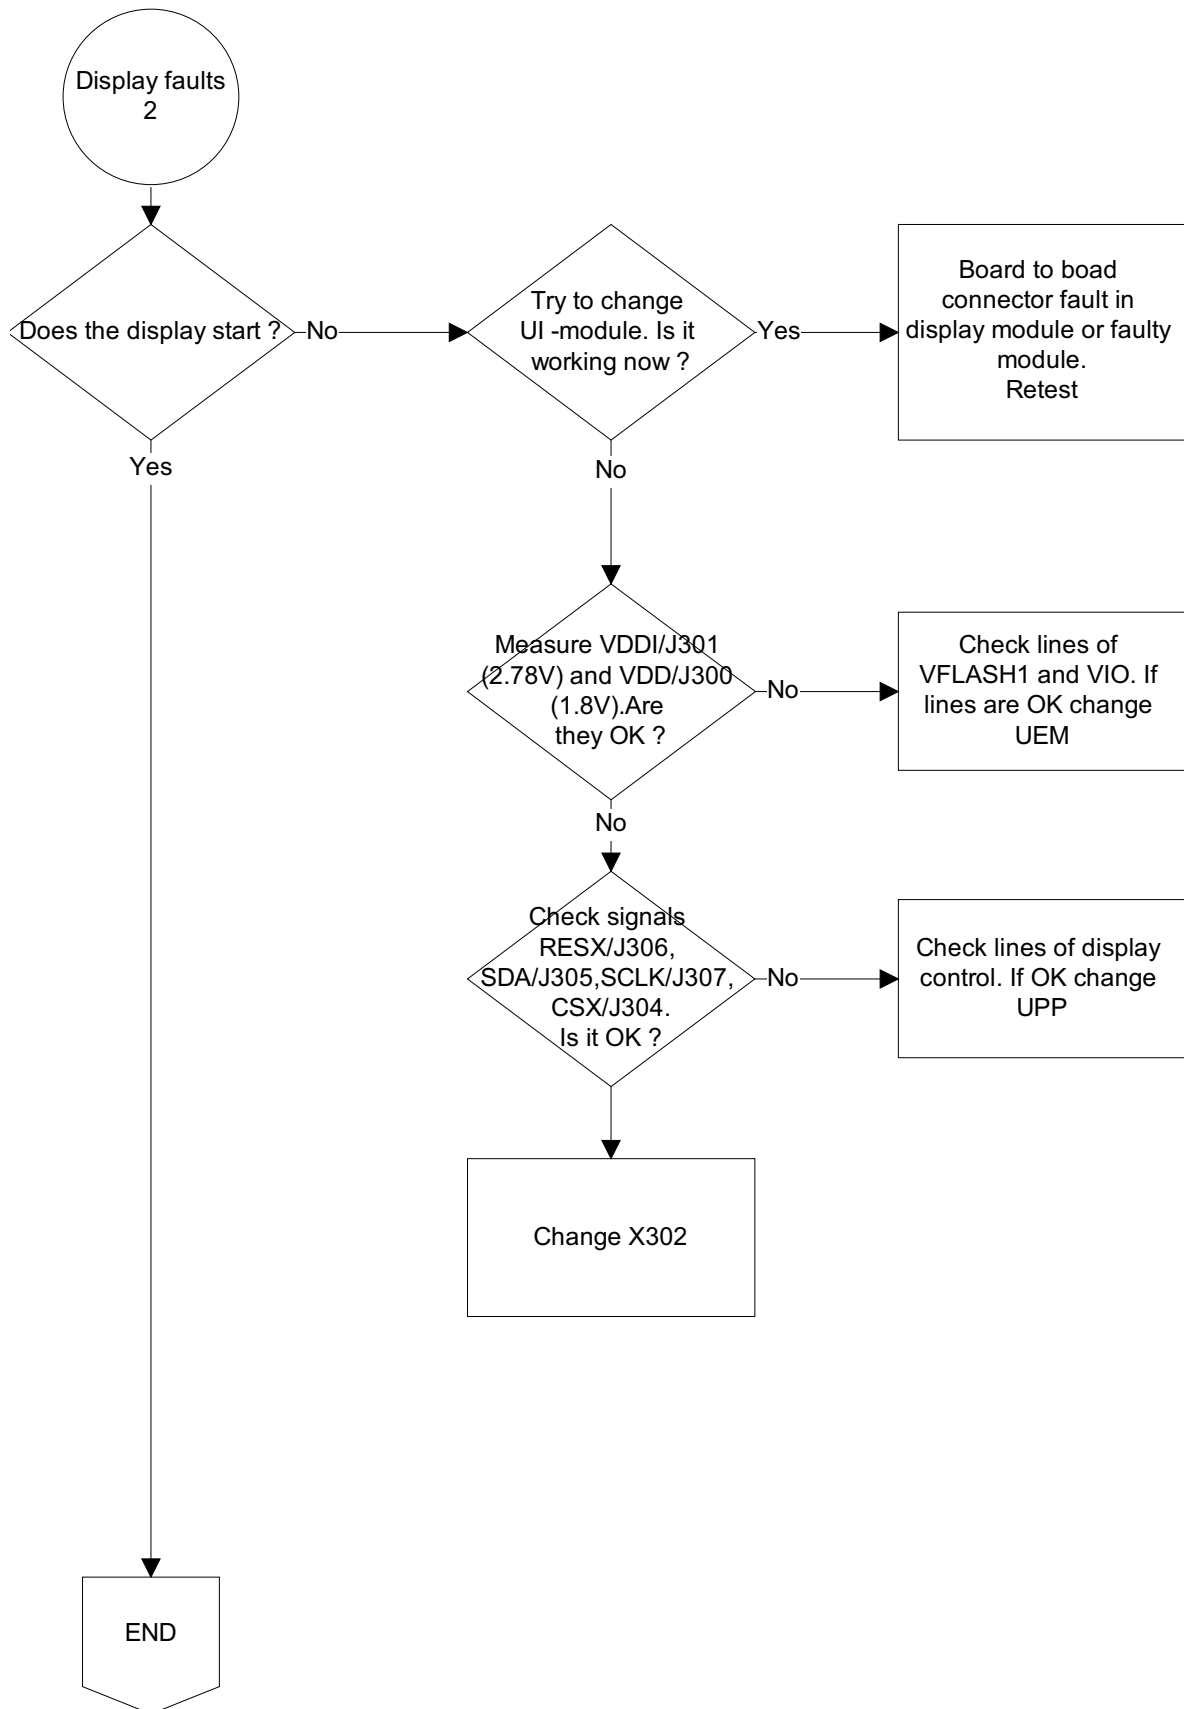 Display faults
2
Does the display start ?
No
Try to change
UI -module. Is it
working now ?
Yes
Board to boad
connector fault in
display module or faulty
module.
Retest
Yes
No
Measure VDDI/J301
(2.78V) and VDD/J300
(1.8V).Are
they OK ?
No
Check lines of
VFLASH1 and VIO. If
lines are OK change
UEM
No
Check signals
RESX/J306,
SDA/J305,SCLK/J307,
CSX/J304.
Is it OK ?
No
Check lines of display
control. If OK change
UPP
Change X302
END